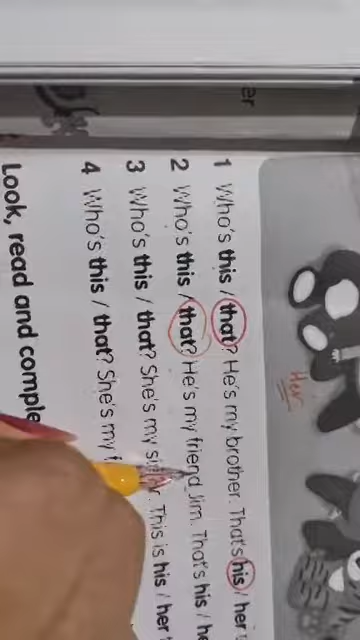 er
Her
1 Who's this / that? He's my brother. That's his / her
2 Who's this / that? He's my friend Jim. That's his /
3 Who's this / that? She's my This is his / her
4 Who's this / that? She's my
Look, read and comple